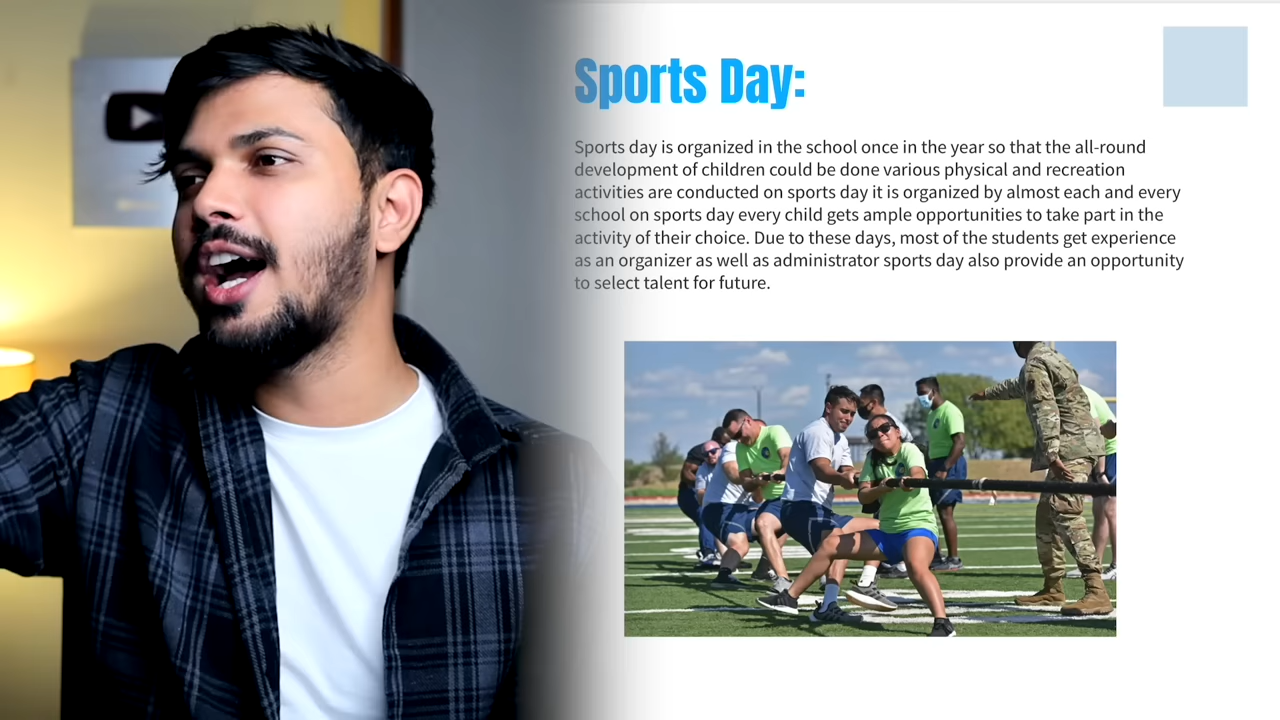 Sports Day:
Sports day is organized in the school once in the year so that the all-round
development of children could be done various physical and recreation
activities are conducted on sports day it is organized by almost each and every
school on sports day every child gets ample opportunities to take part in the
activity of their choice. Due to these days, most of the students get experience
as an organizer as well as administrator sports day also provide an opportunity
to select talent for future.